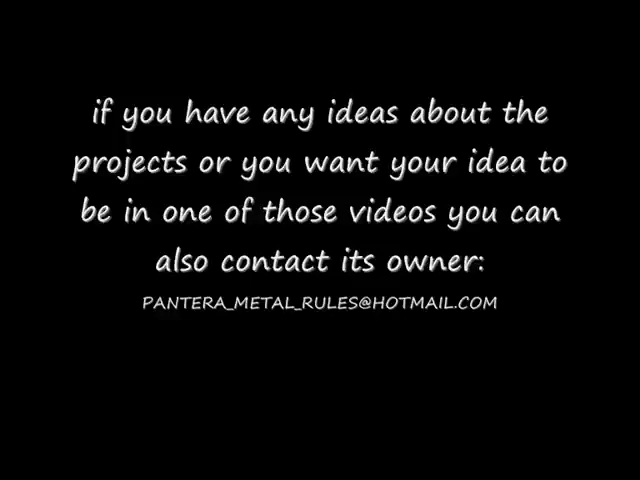 if you have any ideas about the
projects or you want your idea to
be in one of those videos you can
also contact its owner:
PANTERA_METAL_RULES@HOTMAIL.COM